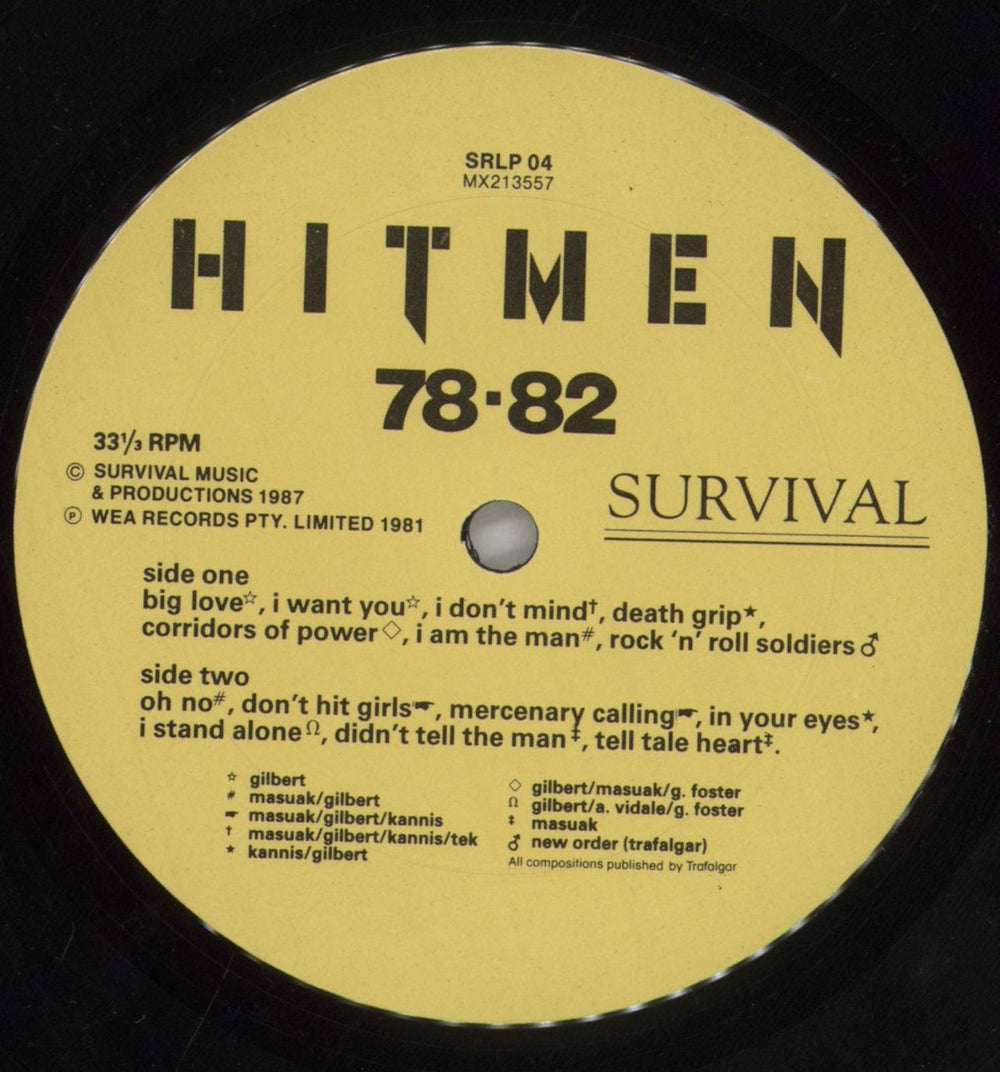 SRLP 04
MX213557
HITMEN
78·82
33⅓ RPM
© SURVIVAL MUSIC
& PRODUCTIONS 1987
℗ WEA RECORDS PTY. LIMITED 1981
SURVIVAL
side one
big love☆, i want you☆, i don't mind†, death grip★,
corridors of power◇, i am the man#, rock 'n' roll soldiers♂
side two
oh no#, don't hit girls☛, mercenary calling☛, in your eyes★,
i stand alone Ω, didn't tell the man‡, tell tale heart‡.
☆ gilbert
# masuak/gilbert
☛ masuak/gilbert/kannis
† masuak/gilbert/kannis/tek
★ kannis/gilbert
◇ gilbert/masuak/g. foster
Ω gilbert/a. vidale/g. foster
‡ masuak
♂ new order (trafalgar)
All compositions published by Trafalgar